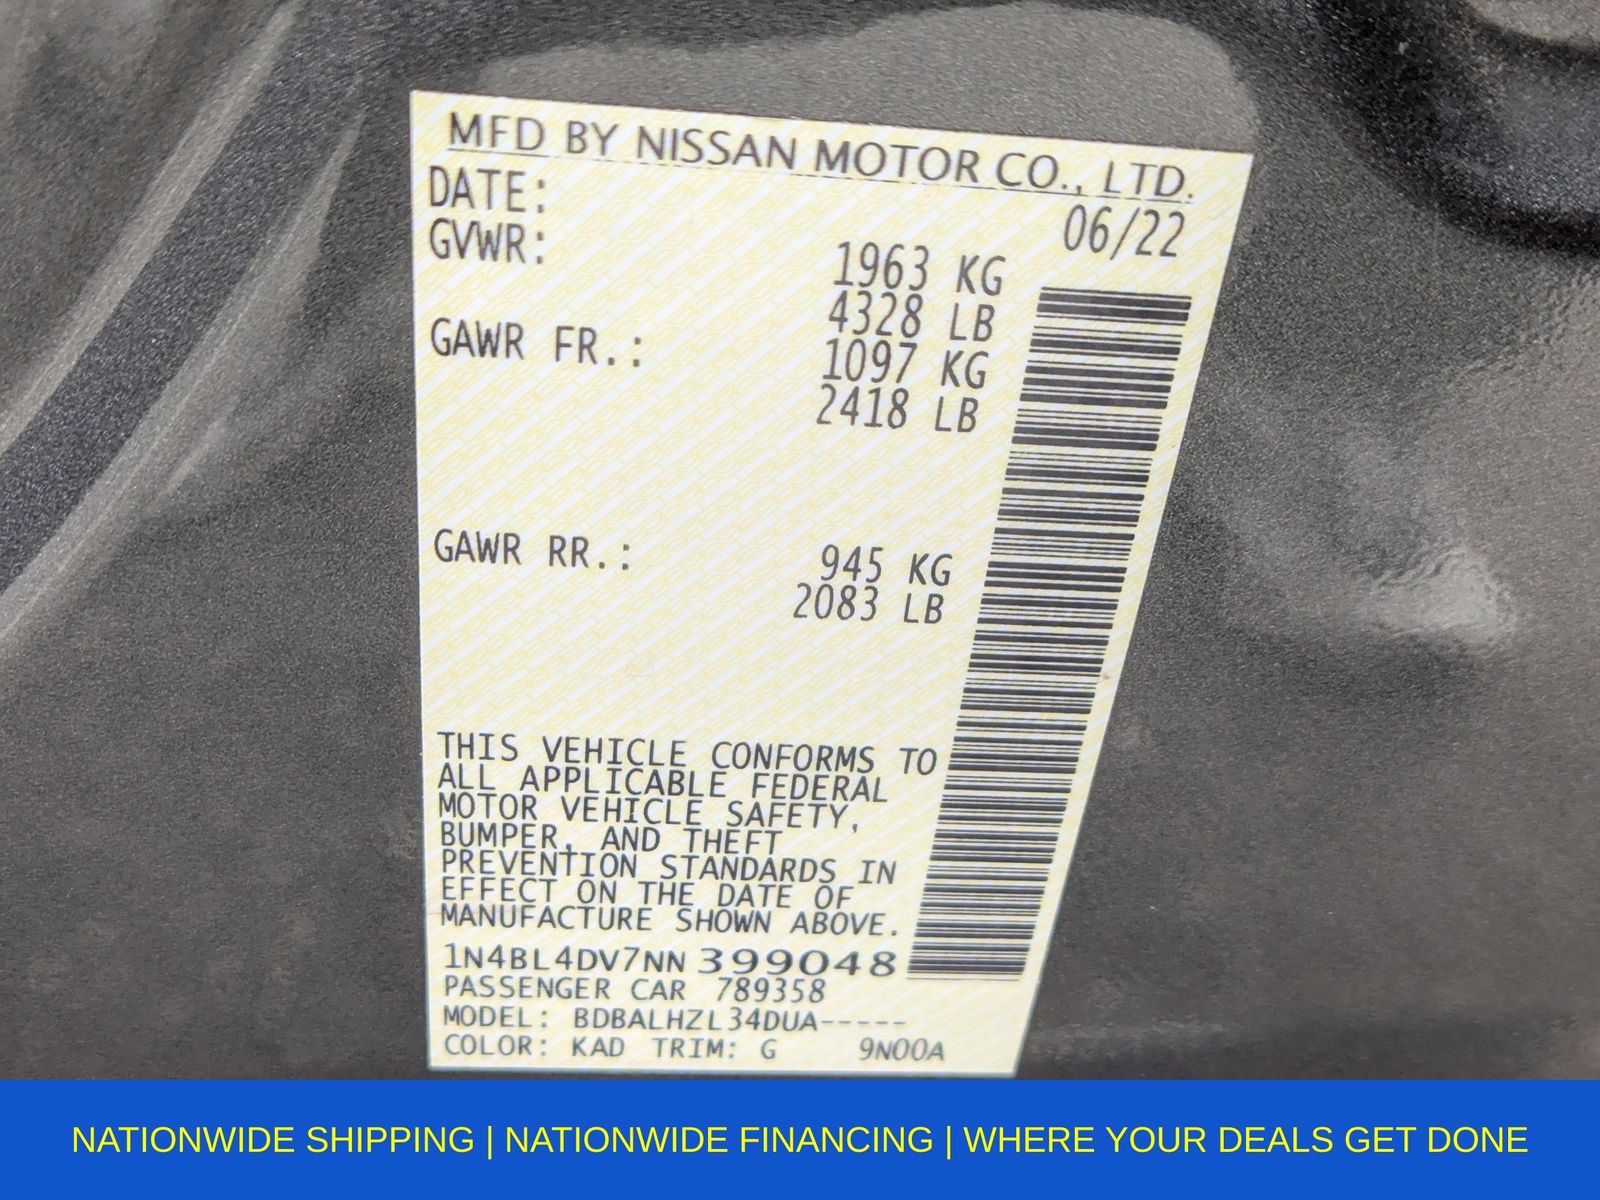 MFD BY NISSAN MOTOR CO., LTD.
DATE: 06/22
GVWR: 1963 KG
4328 LB
GAWR FR.: 1097 KG
2418 LB
GAWR RR.: 945 KG
2083 LB
THIS VEHICLE CONFORMS TO
ALL APPLICABLE FEDERAL
MOTOR VEHICLE SAFETY,
BUMPER, AND THEFT
PREVENTION STANDARDS IN
EFFECT ON THE DATE OF
MANUFACTURE SHOWN ABOVE.
1N4BL4DV7NN399048
PASSENGER CAR 789358
MODEL: BDBALHZL34DUA-----
COLOR: KAD TRIM: G 9N00A
NATIONWIDE SHIPPING | NATIONWIDE FINANCING | WHERE YOUR DEALS GET DONE